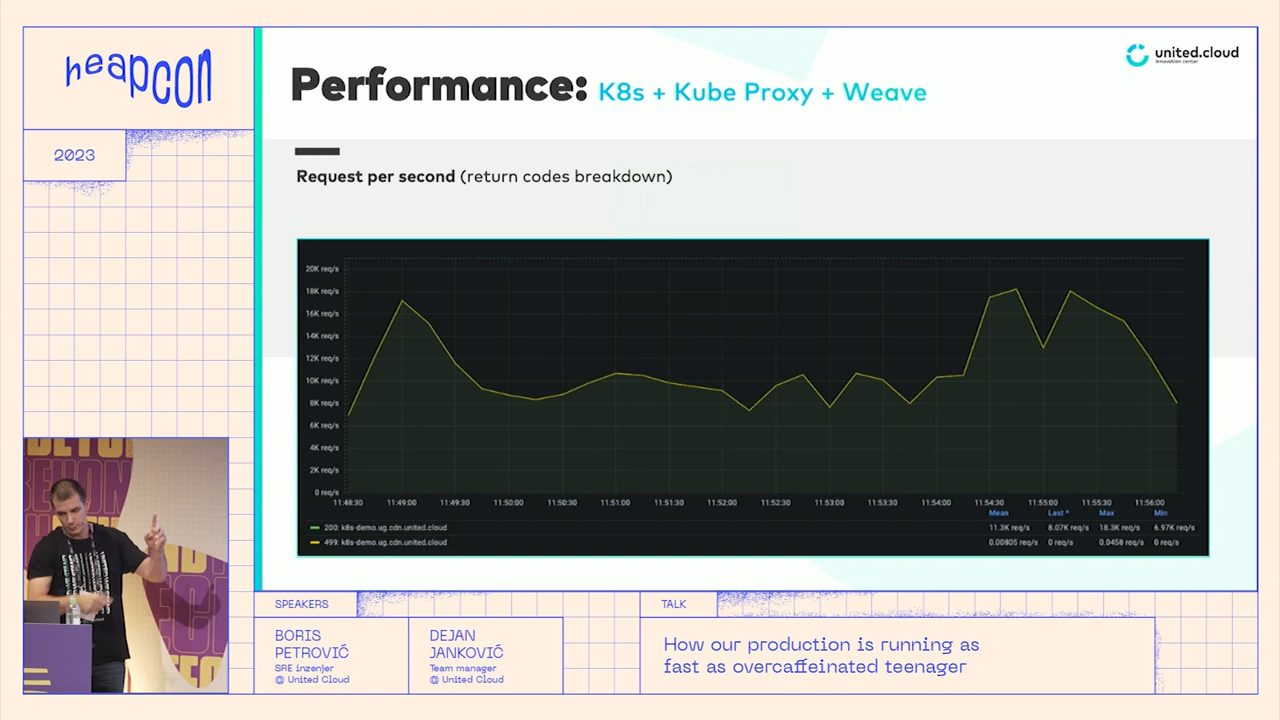 heapcon
2023
united.cloud
innovation center
Performance: K8s + Kube Proxy + Weave
Request per second (return codes breakdown)
20K req/s
18K req/s
16K req/s
14K req/s
12K req/s
10K req/s
8K req/s
6K req/s
4K req/s
2K req/s
0 req/s
11:48:30 11:49:00 11:49:30 11:50:00 11:50:30 11:51:00 11:51:30 11:52:00 11:52:30 11:53:00 11:53:30 11:54:00 11:54:30 11:55:00 11:55:30 11:56:00
Mean Last * Max Min
200: k8s-demo.ug.cdn.united.cloud 11.3K req/s 8.07K req/s 18.3K req/s 6.97K req/s
499: k8s-demo.ug.cdn.united.cloud 0.00805 req/s 0 req/s 0.0458 req/s 0 req/s
SPEAKERS
BORIS
PETROVIĆ
SRE inzenjer
@ United Cloud
DEJAN
JANKOVIĆ
Team manager
@ United Cloud
TALK
How our production is running as
fast as overcaffeinated teenager